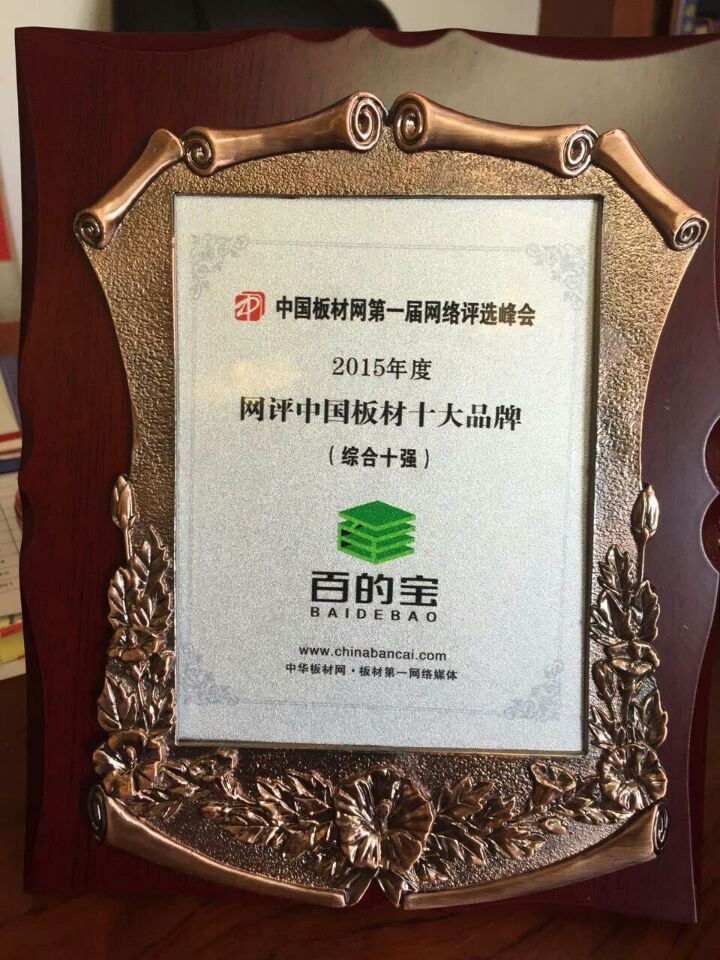 中国板材网第一届网络评选峰会
2015年度
网评中国板材十大品牌
(综合十强)
百的宝
BAIDEBAO
www.chinabancai.com
中华板材网·板材第一网络媒体